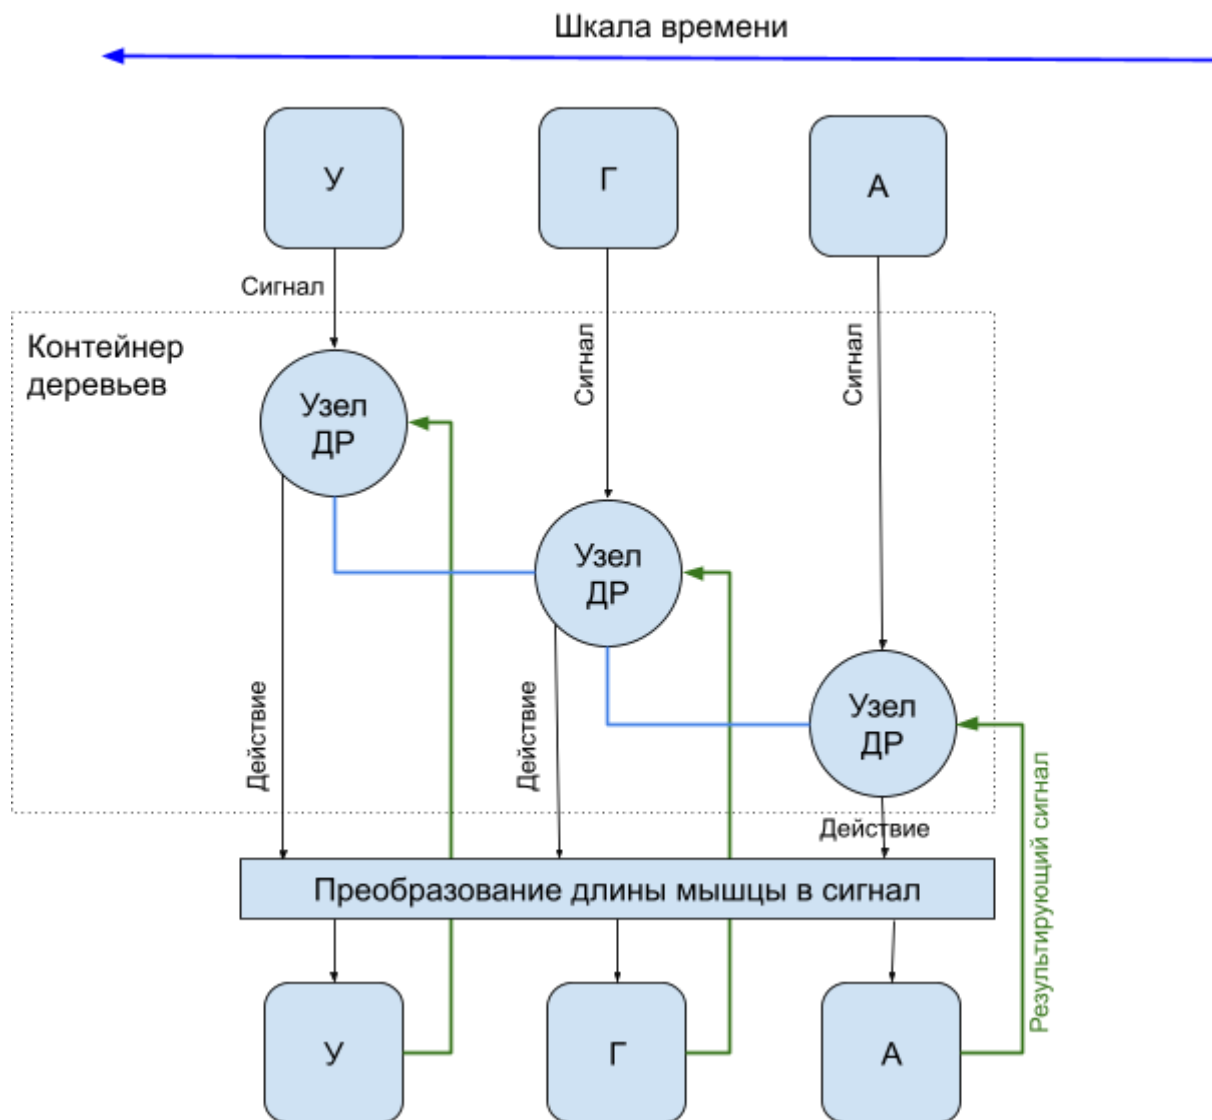 Шкала времени
У
Г
А
Сигнал
Сигнал
Сигнал
Контейнер
деревьев
Узел
ДР
Узел
ДР
Узел
ДР
Действие
Действие
Действие
Результирующий сигнал
Преобразование длины мышцы в сигнал
У
Г
А